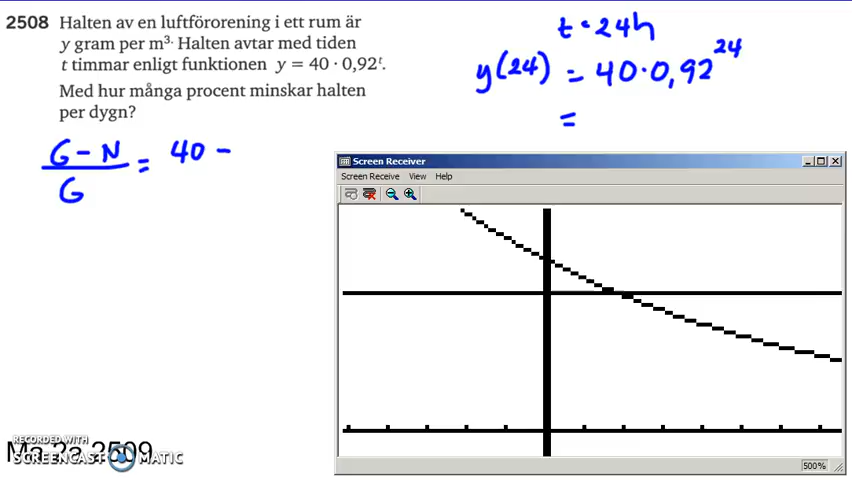 2508 Halten av en luftförorening i ett rum är
y gram per m³. Halten avtar med tiden
t timmar enligt funktionen y = 40 · 0,92ᵗ.
Med hur många procent minskar halten
per dygn?
t = 24h
y(24) = 40·0,92²⁴
=
G – N
G
= 40 –
Screen Receiver
Screen Receive View Help
500%
Ma 2a 2509
RECORDED WITH
SCREENCAST MATIC